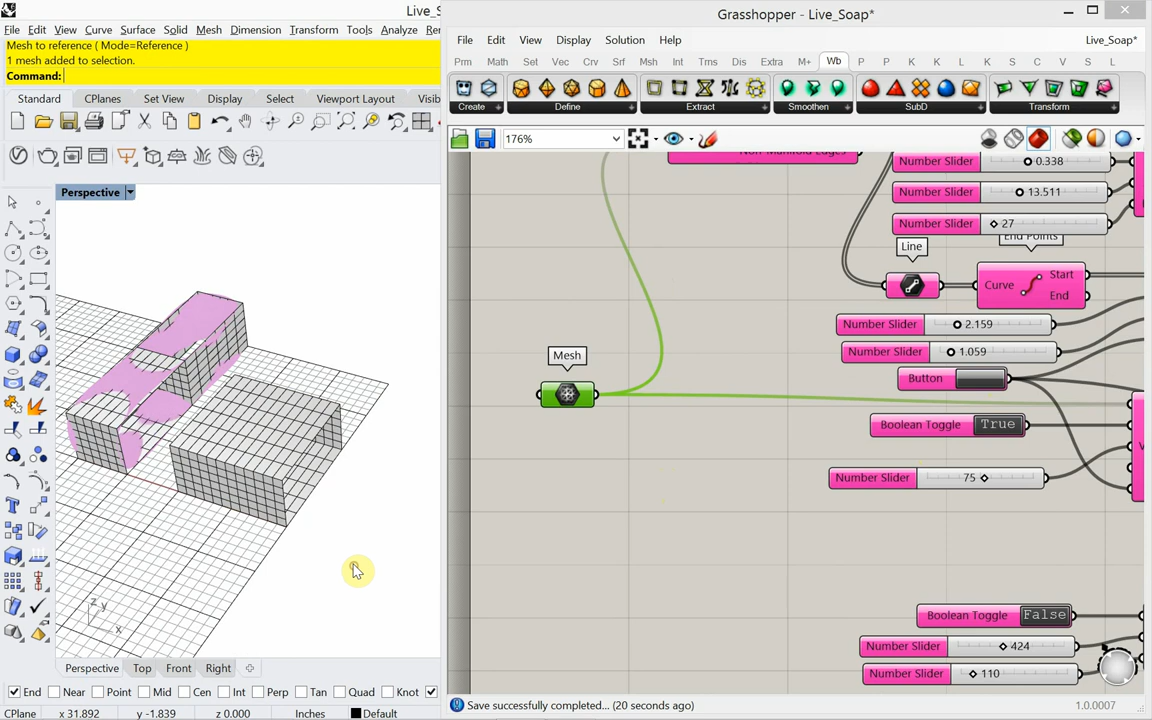 Live_S
File Edit View Curve Surface Solid Mesh Dimension Transform Tools Analyze Re
Mesh to reference ( Mode=Reference )
1 mesh added to selection.
Command:
Standard CPlanes Set View Display Select Viewport Layout Visib
Perspective
z y
x
Perspective Top Front Right
End Near Point Mid Cen Int Perp Tan Quad Knot
CPlane x 31.892 y -1.839 z 0.000 Inches Default
Grasshopper - Live_Soap*
File Edit View Display Solution Help Live_Soap*
Prm Math Set Vec Crv Srf Msh Int Trns Dis Extra M+ Wb P P K K L K S C V S L
Create Define Extract Smoothen SubD Transform
176%
Non-Manifold Edges
Number Slider 0.338
Number Slider 13.511
Number Slider 27
Line End Points
Curve Start
End
Number Slider 2.159
Mesh
Number Slider 1.059
Button
Boolean Toggle True
Number Slider 75
Boolean Toggle False
Number Slider 424
Number Slider 110
Save successfully completed... (20 seconds ago) 1.0.0007